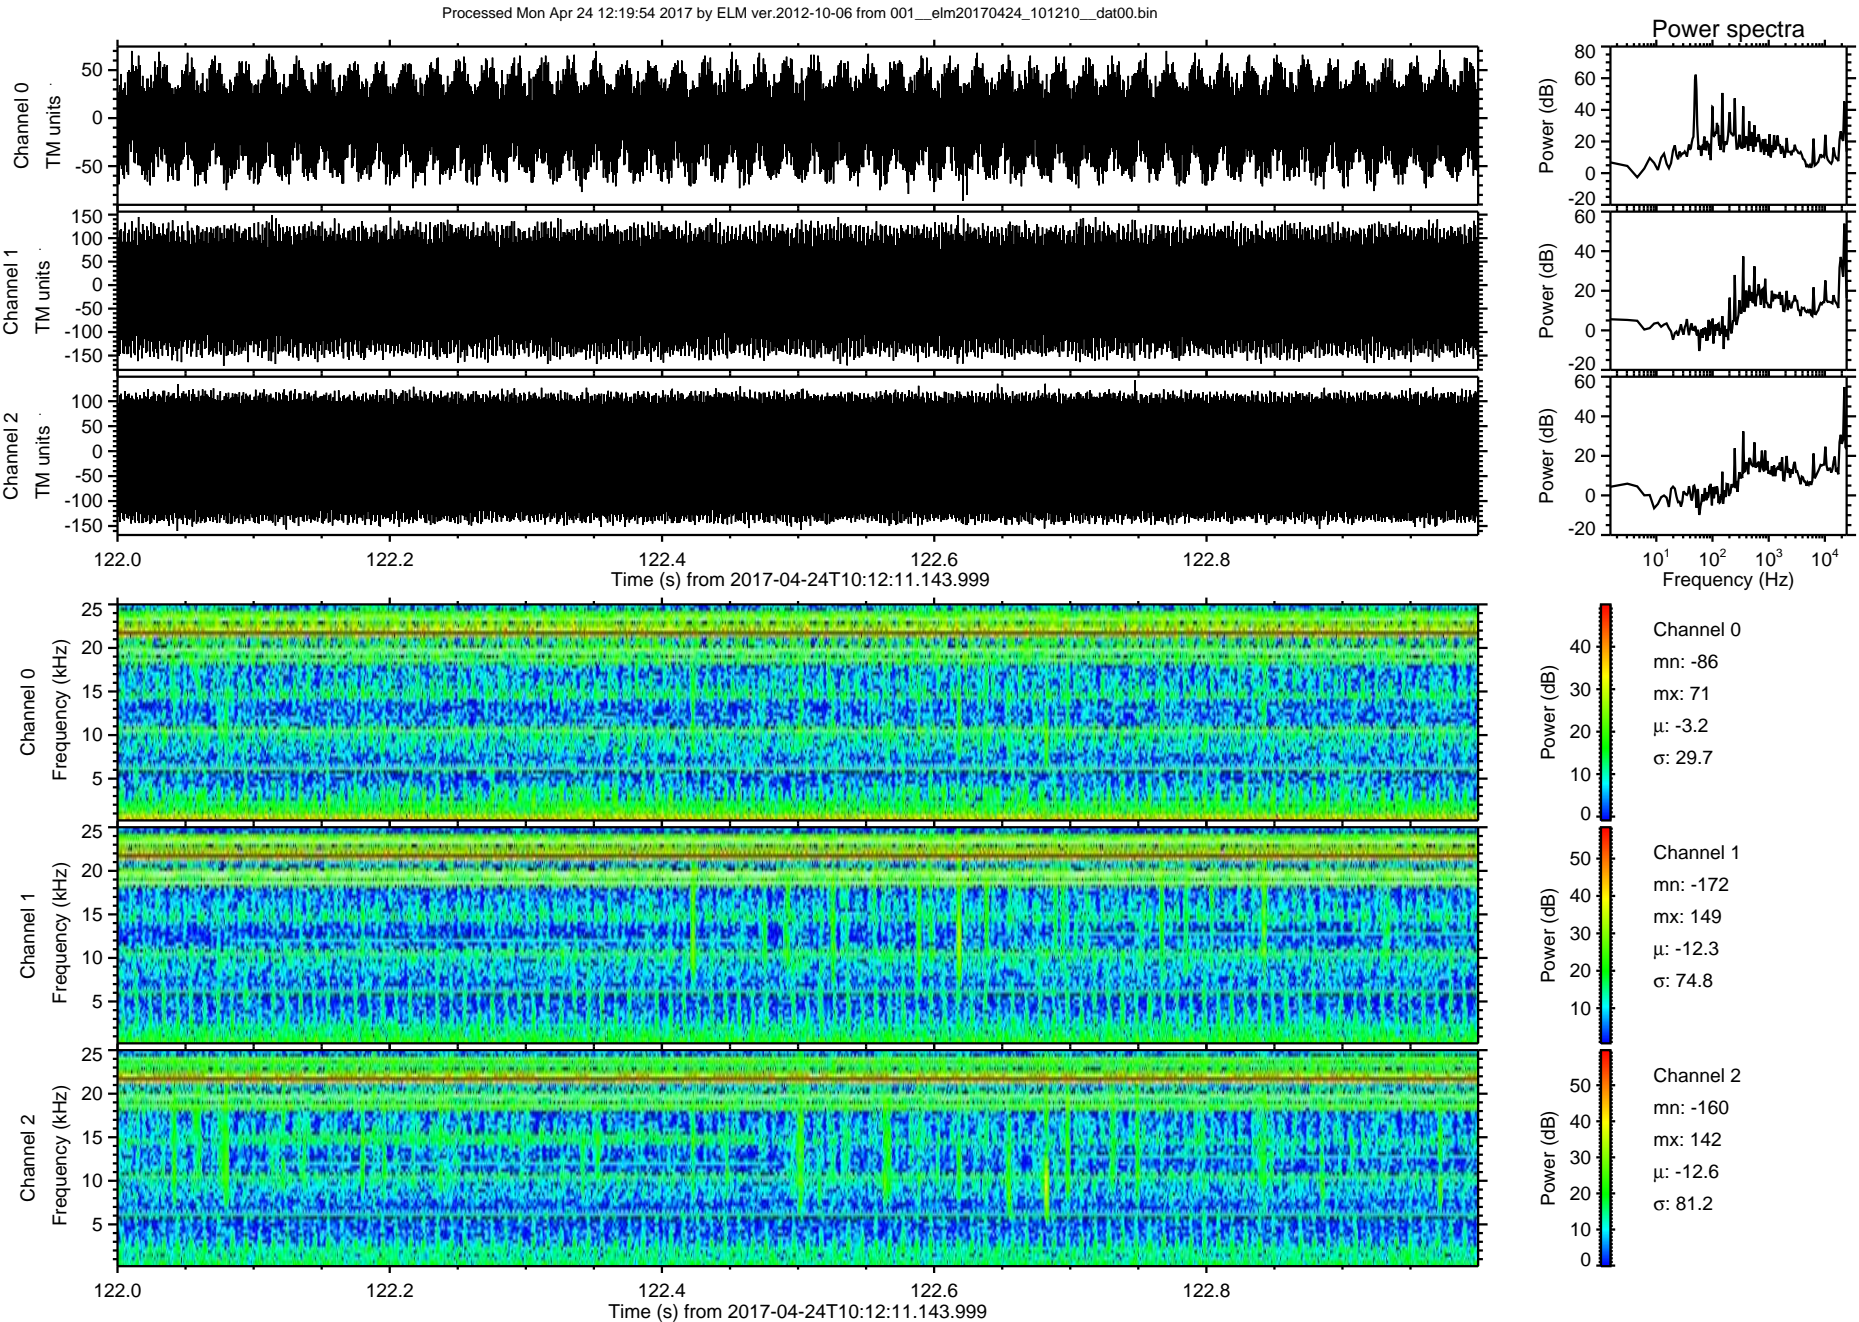 Processed Mon Apr 24 12:19:54 2017 by ELM ver.2012-10-06 from 001__elm20170424_101210__dat00.bin
Power spectra
Channel 0
TM units
50
0
-50
Power (dB)
80
60
40
20
0
-20
Channel 1
TM units
150
100
50
0
-50
-100
-150
Power (dB)
60
40
20
0
-20
Channel 2
TM units
100
50
0
-50
-100
-150
Power (dB)
60
40
20
0
-20
122.0 122.2 122.4 122.6 122.8
Time (s) from 2017-04-24T10:12:11.143.999
10¹ 10² 10³ 10⁴
Frequency (Hz)
Channel 0
Frequency (kHz)
25
20
15
10
5
Power (dB)
40
30
20
10
0
Channel 0
mn: -86
mx: 71
μ: -3.2
σ: 29.7
Channel 1
Frequency (kHz)
25
20
15
10
5
Power (dB)
50
40
30
20
10
Channel 1
mn: -172
mx: 149
μ: -12.3
σ: 74.8
Channel 2
Frequency (kHz)
25
20
15
10
5
Power (dB)
50
40
30
20
10
0
Channel 2
mn: -160
mx: 142
μ: -12.6
σ: 81.2
122.0 122.2 122.4 122.6 122.8
Time (s) from 2017-04-24T10:12:11.143.999